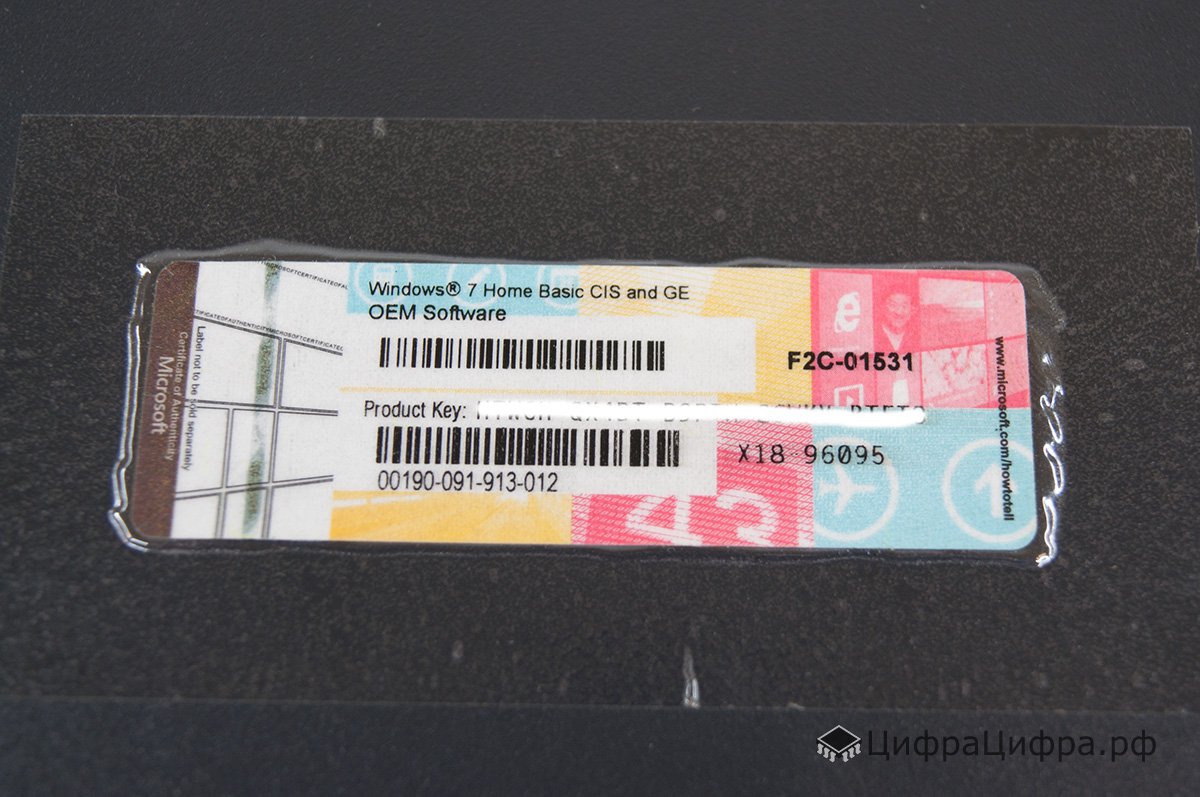 Windows® 7 Home Basic CIS and GE
OEM Software
F2C-01531
Product Key:
X18 96095
00190-091-913-012
Label not to be sold separately
Certificate of Authenticity
Microsoft
www.microsoft.com/howtotell
43
ЦифраЦифра.рф